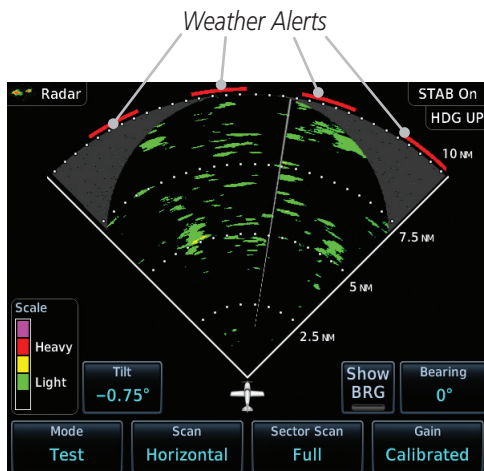 Weather Alerts
Radar
STAB On
HDG UP
10 NM
7.5 NM
5 NM
2.5 NM
Scale
Heavy
Light
Tilt
−0.75°
Show
BRG
Bearing
0°
Mode
Test
Scan
Horizontal
Sector Scan
Full
Gain
Calibrated